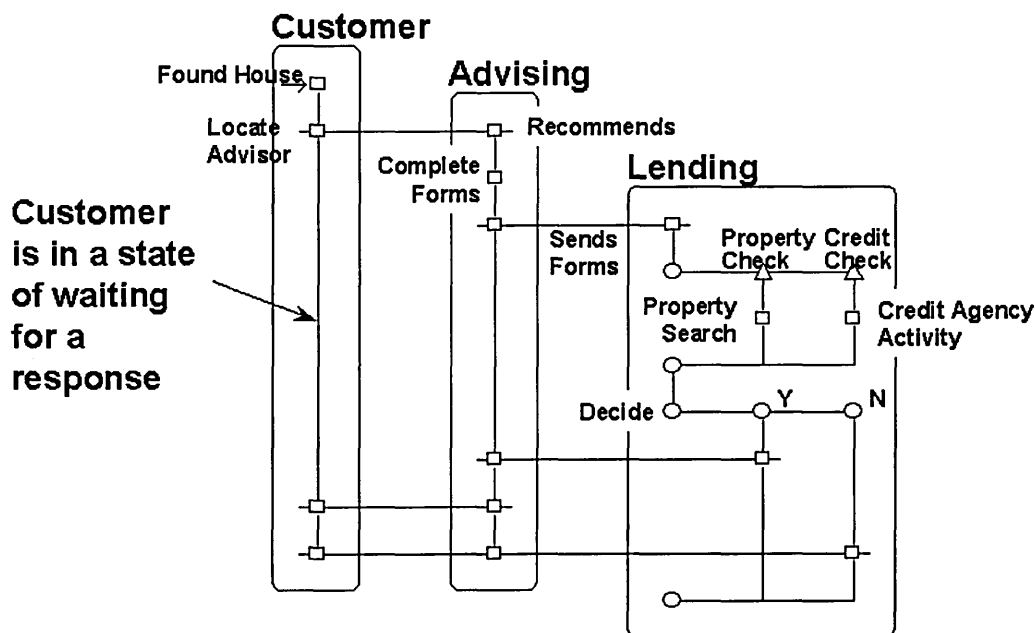 Customer
Found House
Advising
Locate
Advisor
Recommends
Complete
Forms
Lending
Customer
is in a state
of waiting
for a
response
Sends
Forms
Property
Check
Credit
Check
Property
Search
Credit Agency
Activity
Decide
Y
N